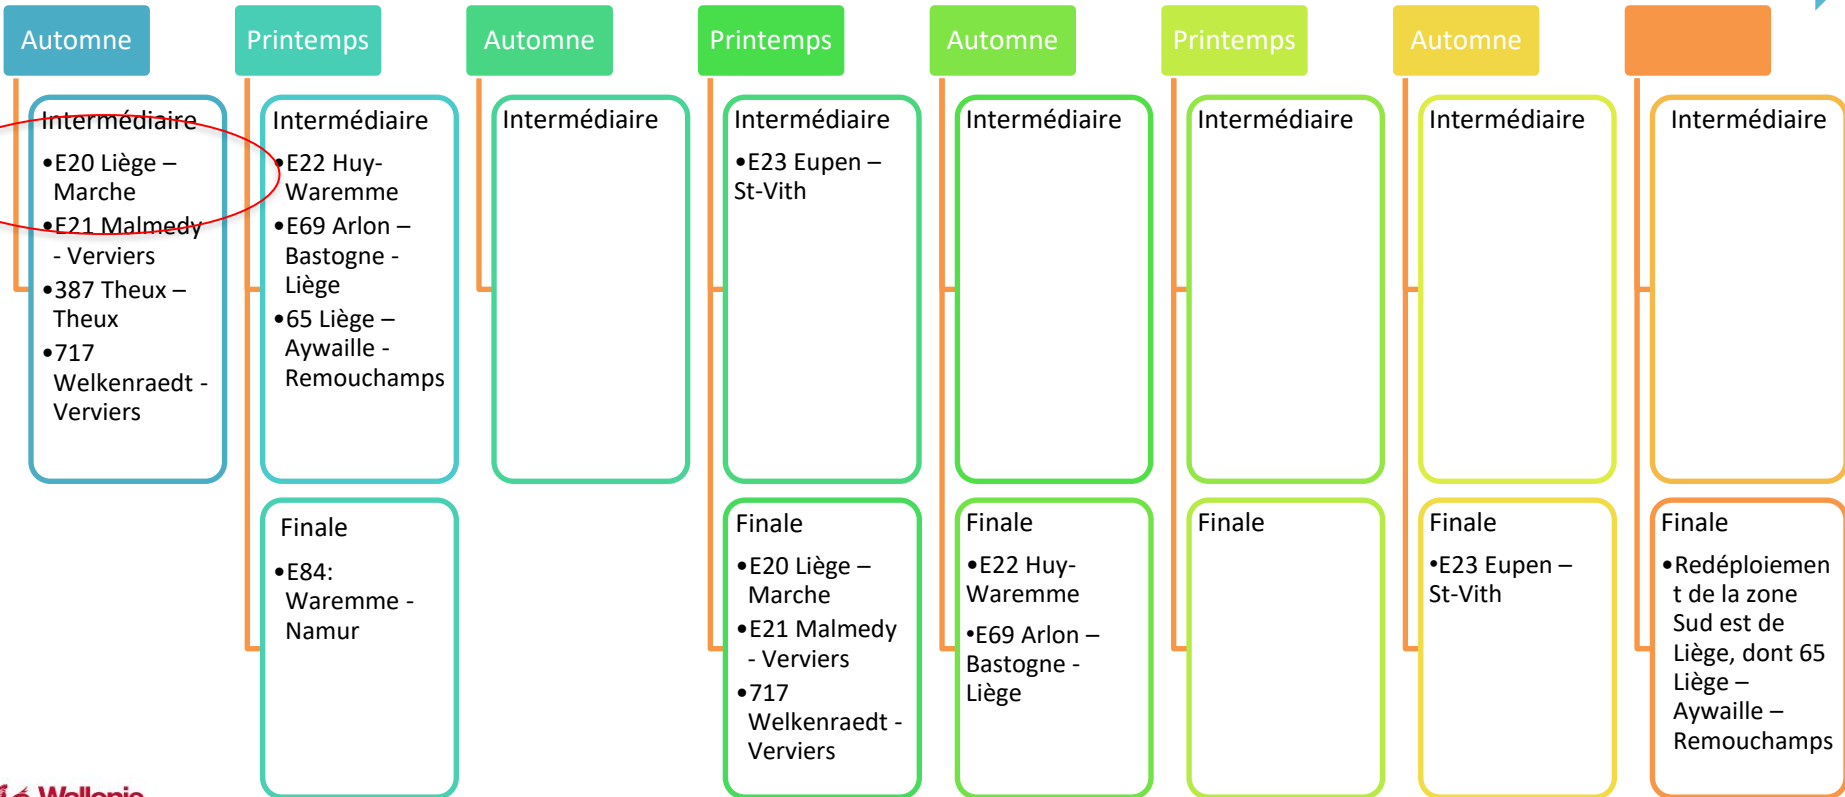 Automne
Printemps
Automne
Printemps
Automne
Printemps
Automne
Intermédiaire
•E20 Liège –
Marche
•E21 Malmedy
- Verviers
•387 Theux –
Theux
•717
Welkenraedt -
Verviers
Intermédiaire
•E22 Huy-
Waremme
•E69 Arlon –
Bastogne -
Liège
•65 Liège –
Aywaille -
Remouchamps
Finale
•E84:
Waremme -
Namur
Intermédiaire
Intermédiaire
•E23 Eupen –
St-Vith
Finale
•E20 Liège –
Marche
•E21 Malmedy
- Verviers
•717
Welkenraedt -
Verviers
Intermédiaire
Finale
•E22 Huy-
Waremme
•E69 Arlon –
Bastogne -
Liège
Intermédiaire
Finale
Intermédiaire
Finale
•E23 Eupen –
St-Vith
Intermédiaire
Finale
•Redéploiemen
t de la zone
Sud est de
Liège, dont 65
Liège –
Aywaille –
Remouchamps
Wallonie